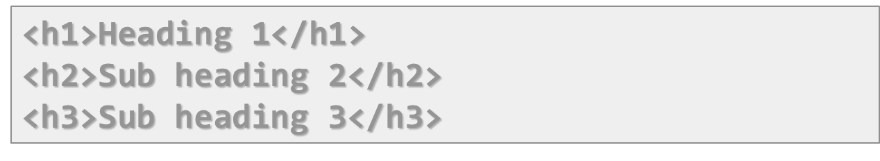 <h1>Heading 1</h1>
<h2>Sub heading 2</h2>
<h3>Sub heading 3</h3>